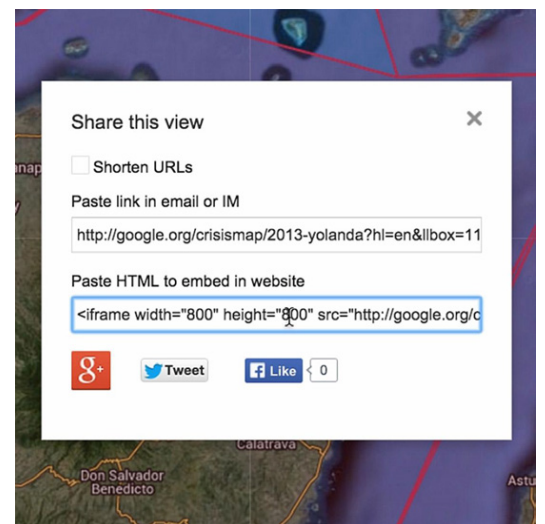 anap
Share this view
Shorten URLs
Paste link in email or IM
http://google.org/crisismap/2013-yolanda?hl=en&llbox=11
Paste HTML to embed in website
<iframe width="800" height="800" src="http://google.org/c
g+
Tweet
f Like 0
Calatrava
Don Salvador
Benedicto
Astu